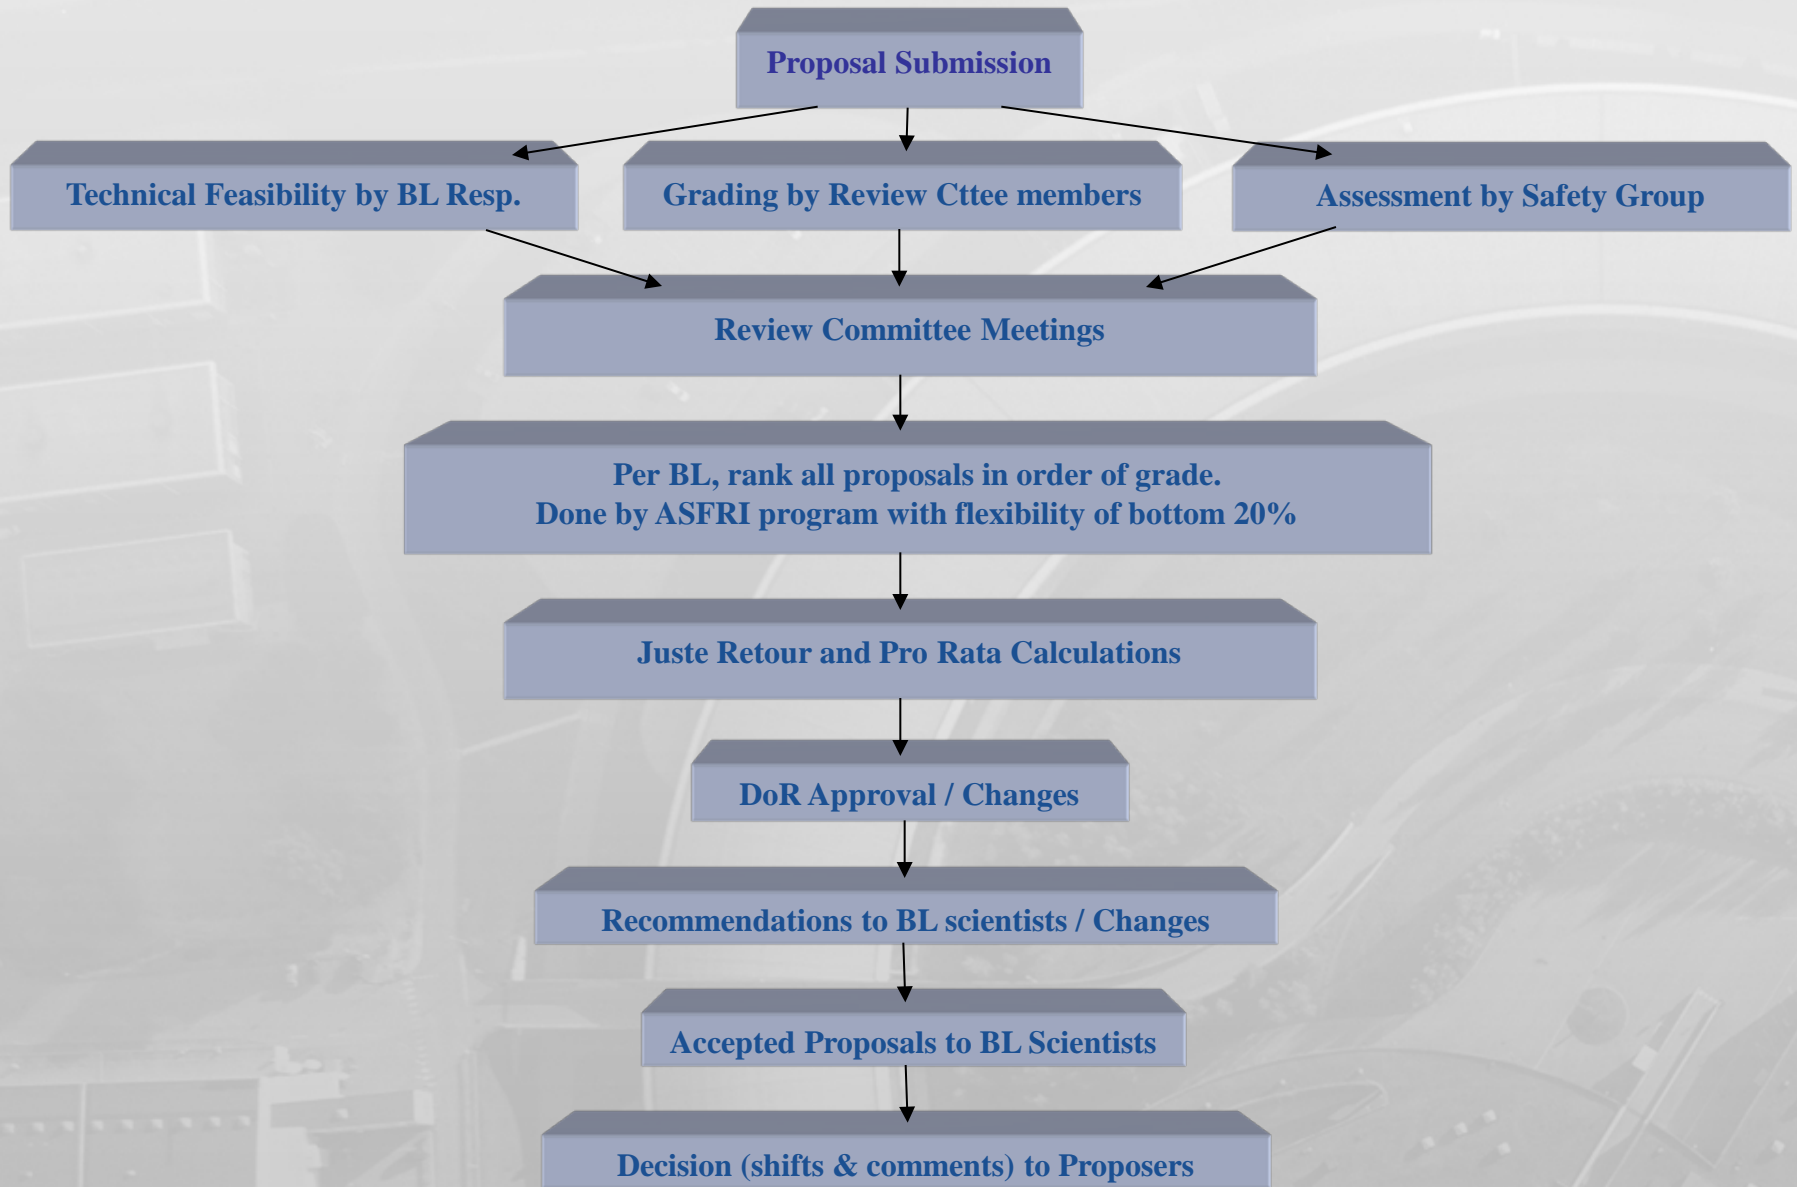 Proposal Submission
Technical Feasibility by BL Resp.
Grading by Review Cttee members
Assessment by Safety Group
Review Committee Meetings
Per BL, rank all proposals in order of grade.
Done by ASFRI program with flexibility of bottom 20%
Juste Retour and Pro Rata Calculations
DoR Approval / Changes
Recommendations to BL scientists / Changes
Accepted Proposals to BL Scientists
Decision (shifts & comments) to Proposers